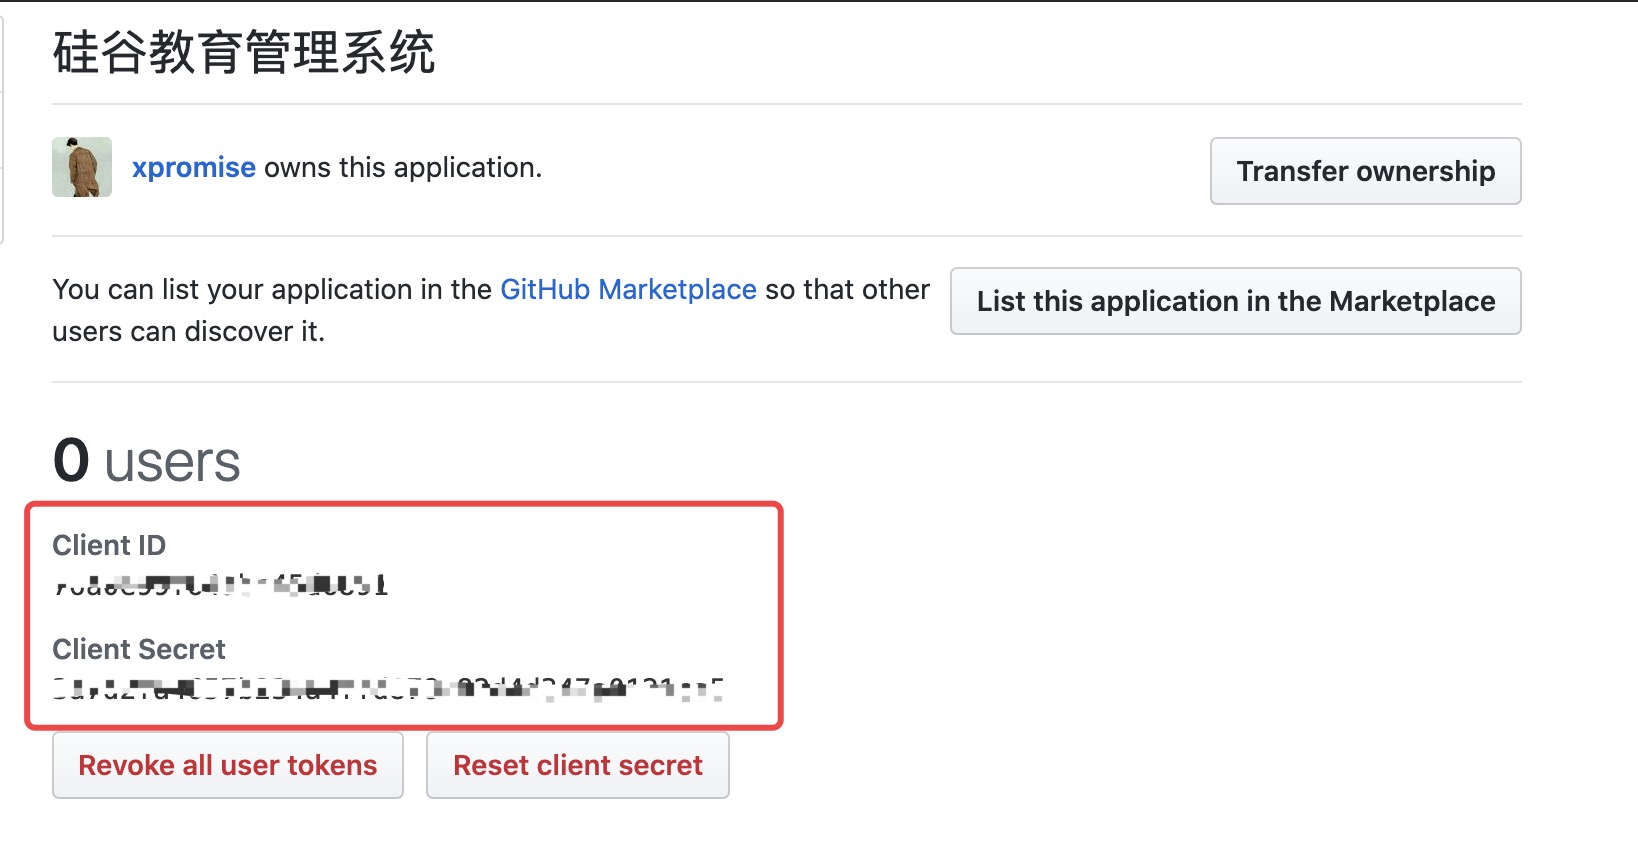 硅谷教育管理系统
xpromise owns this application.
Transfer ownership
You can list your application in the GitHub Marketplace so that other
users can discover it.
List this application in the Marketplace
0 users
Client ID
Client Secret
Revoke all user tokens
Reset client secret